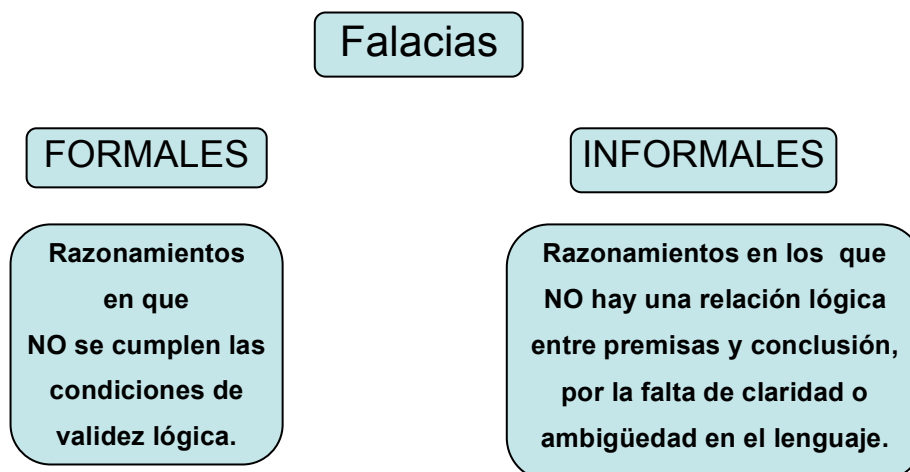 Falacias
FORMALES
INFORMALES
Razonamientos
en que
NO se cumplen las
condiciones de
validez lógica.
Razonamientos en los que
NO hay una relación lógica
entre premisas y conclusión,
por la falta de claridad o
ambigüedad en el lenguaje.